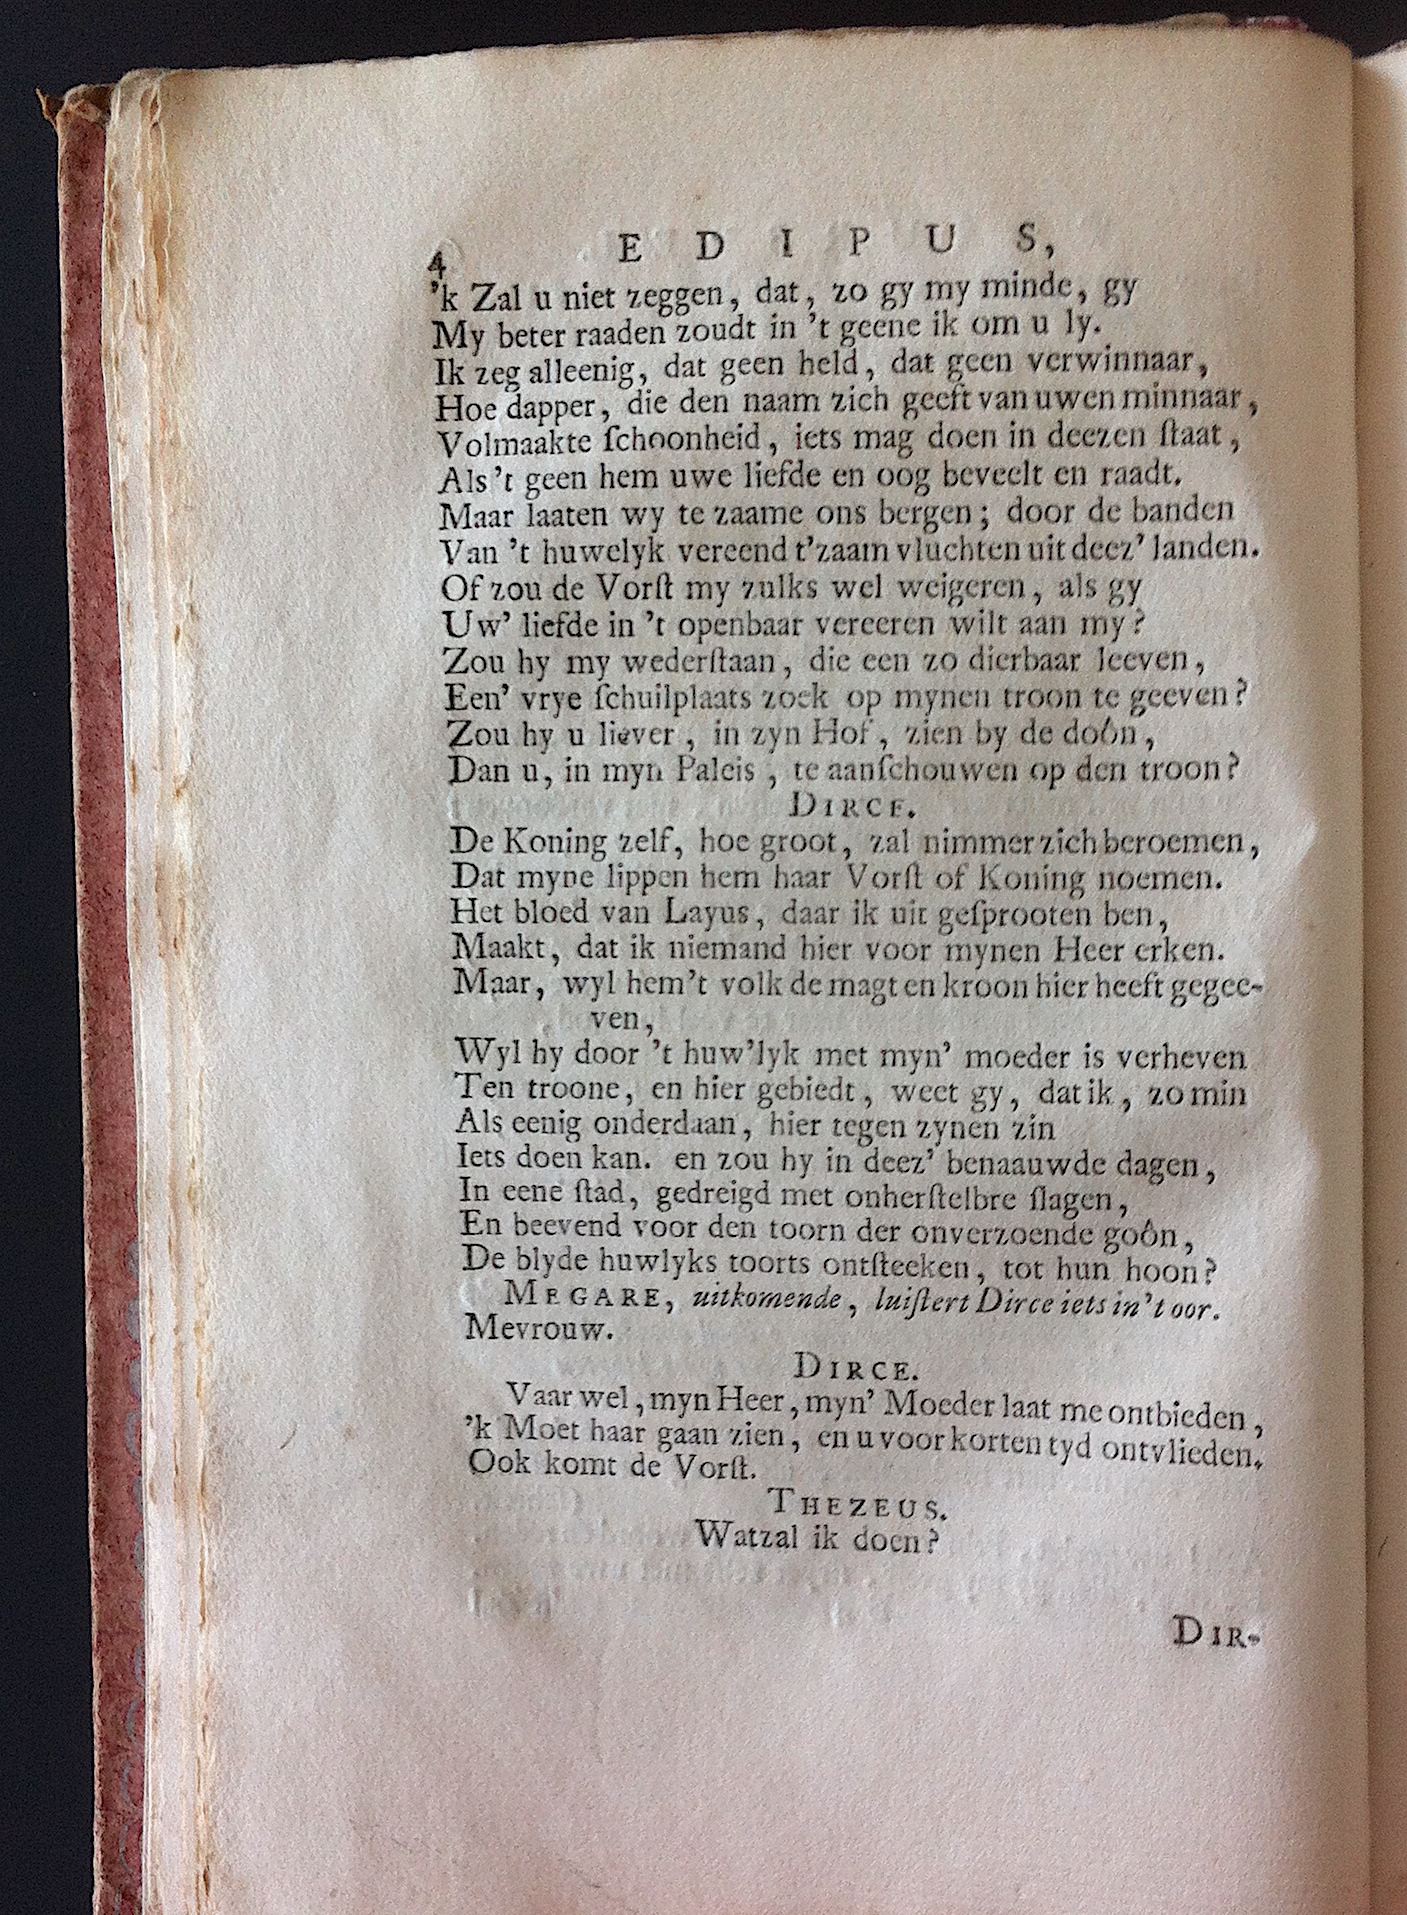 4 EDIPUS,
'k Zal u niet zeggen, dat, zo gy my minde, gy
My beter raaden zoudt in 't geene ik om u ly.
Ik zeg alleenig, dat geen held, dat geen verwinnaar,
Hoe dapper, die den naam zich geeft van uwen minnaar,
Volmaakte ſchoonheid, iets mag doen in deezen ſtaat,
Als 't geen hem uwe liefde en oog beveelt en raadt.
Maar laaten wy te zaame ons bergen; door de banden
Van 't huwelyk vereend t'zaam vluchten uit deez' landen.
Of zou de Vorſt my zulks wel weigeren, als gy
Uw' liefde in 't openbaar vereeren wilt aan my?
Zou hy my wederſtaan, die een zo dierbaar leeven,
Een' vrye ſchuilplaats zoek op mynen troon te geeven?
Zou hy u liever, in zyn Hof, zien by de doôn,
Dan u, in myn Paleis, te aanſchouwen op den troon?
DIRCE.
De Koning zelf, hoe groot, zal nimmer zich beroemen,
Dat myne lippen hem haar Vorſt of Koning noemen.
Het bloed van Layus, daar ik uit geſprooten ben,
Maakt, dat ik niemand hier voor mynen Heer erken.
Maar, wyl hem't volk de magt en kroon hier heeft gegee-
ven,
Wyl hy door 't huw'lyk met myn' moeder is verheven
Ten troone, en hier gebiedt, weet gy, dat ik, zo min
Als eenig onderdaan, hier tegen zynen zin
Iets doen kan. en zou hy in deez' benaauwde dagen,
In eene ſtad, gedreigd met onherſtelbre ſlagen,
En beevend voor den toorn der onverzoende goôn,
De blyde huwlyks toorts ontſteeken, tot hun hoon?
MEGARE, uitkomende, luiſtert Dirce iets in't oor.
Mevrouw.
DIRCE.
Vaar wel, myn Heer, myn' Moeder laat me ontbieden,
'k Moet haar gaan zien, en u voor korten tyd ontvlieden.
Ook komt de Vorſt.
THEZEUS.
Wat zal ik doen?
DIR-